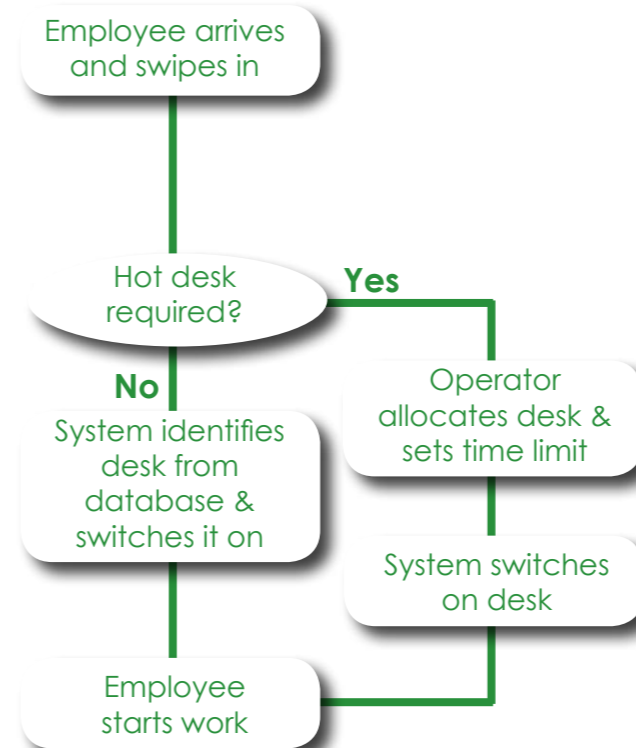 Employee arrives
and swipes in
Hot desk
required?
Yes
No
Operator
allocates desk &
sets time limit
System identifies
desk from
database &
switches it on
System switches
on desk
Employee
starts work